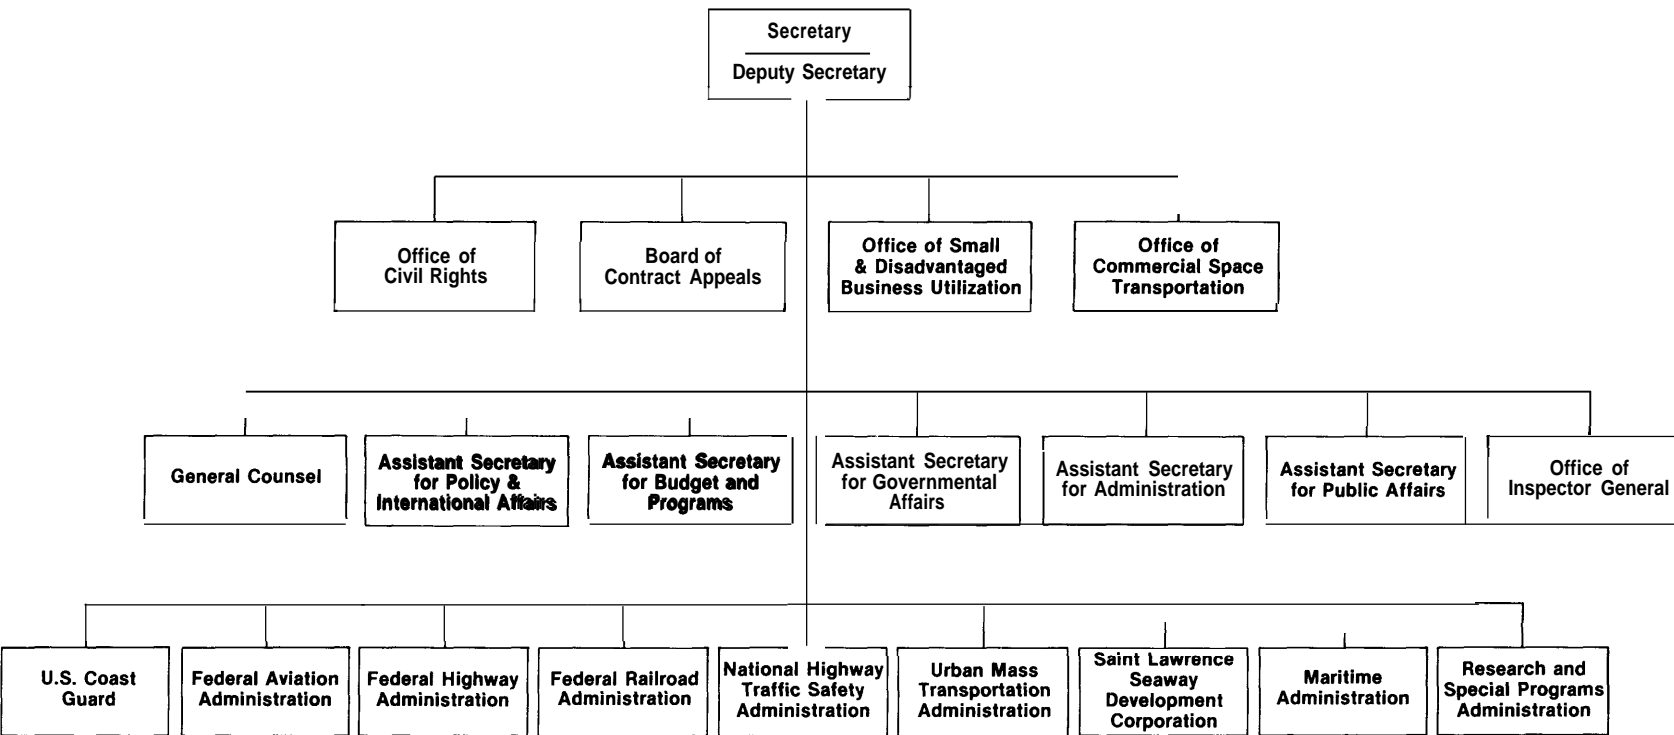 Secretary
Deputy Secretary
Office of
Civil Rights
Board of
Contract Appeals
Office of Small
& Disadvantaged
Business Utilization
Office of
Commercial Space
Transportation
General Counsel
Assistant Secretary
for Policy &
International Affairs
Assistant Secretary
for Budget and
Programs
Assistant Secretary
for Governmental
Affairs
Assistant Secretary
for Administration
Assistant Secretary
for Public Affairs
Office of
Inspector General
U.S. Coast
Guard
Federal Aviation
Administration
Federal Highway
Administration
Federal Railroad
Administration
National Highway
Traffic Safety
Administration
Urban Mass
Transportation
Administration
Saint Lawrence
Seaway
Development
Corporation
Maritime
Administration
Research and
Special Programs
Administration